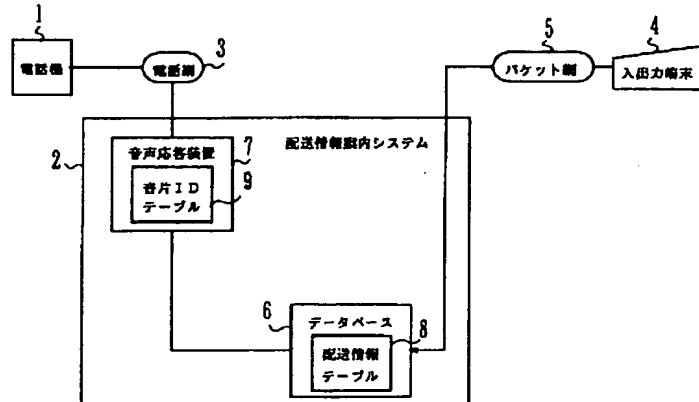 1
電話機
電話網
3
5
パケット網
4
入出力端末
2
配送情報案内システム
音声応答装置
7
音片ID
テーブル
9
6
データベース
8
配送情報
テーブル